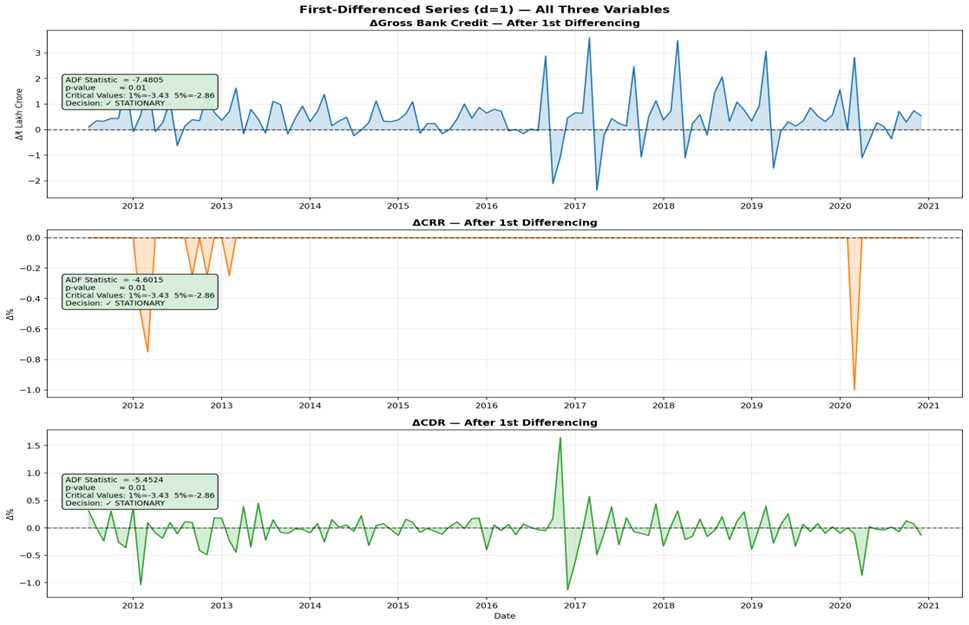 First-Differenced Series (d=1) — All Three Variables
ΔGross Bank Credit — After 1st Differencing
Δ₹ Lakh Crore
3
2
1
0
−1
−2
ADF Statistic = -7.4805
p-value ≈ 0.01
Critical Values: 1%=-3.43 5%=-2.86
Decision: ✓ STATIONARY
2012 2013 2014 2015 2016 2017 2018 2019 2020 2021
ΔCRR — After 1st Differencing
Δ%
0.0
−0.2
−0.4
−0.6
−0.8
−1.0
ADF Statistic = -4.6015
p-value ≈ 0.01
Critical Values: 1%=-3.43 5%=-2.86
Decision: ✓ STATIONARY
2012 2013 2014 2015 2016 2017 2018 2019 2020 2021
ΔCDR — After 1st Differencing
Δ%
1.5
1.0
0.5
0.0
−0.5
−1.0
ADF Statistic = -5.4524
p-value ≈ 0.01
Critical Values: 1%=-3.43 5%=-2.86
Decision: ✓ STATIONARY
2012 2013 2014 2015 2016 2017 2018 2019 2020 2021
Date